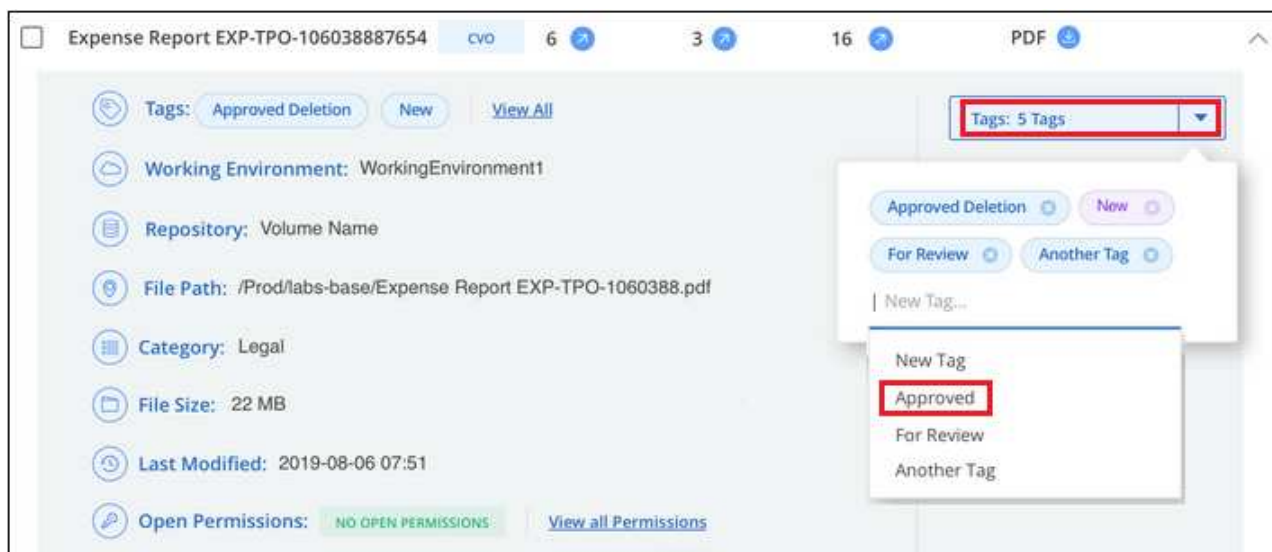 Expense Report EXP-TPO-106038887654 CVO 6 3 16 PDF
Tags: Approved Deletion New View All
Tags: 5 Tags
Working Environment: WorkingEnvironment1
Repository: Volume Name
File Path: /Prod/labs-base/Expense Report EXP-TPO-1060388.pdf
Category: Legal
File Size: 22 MB
Last Modified: 2019-08-06 07:51
Open Permissions: NO OPEN PERMISSIONS View all Permissions
Approved Deletion New
For Review Another Tag
New Tag...
New Tag
Approved
For Review
Another Tag